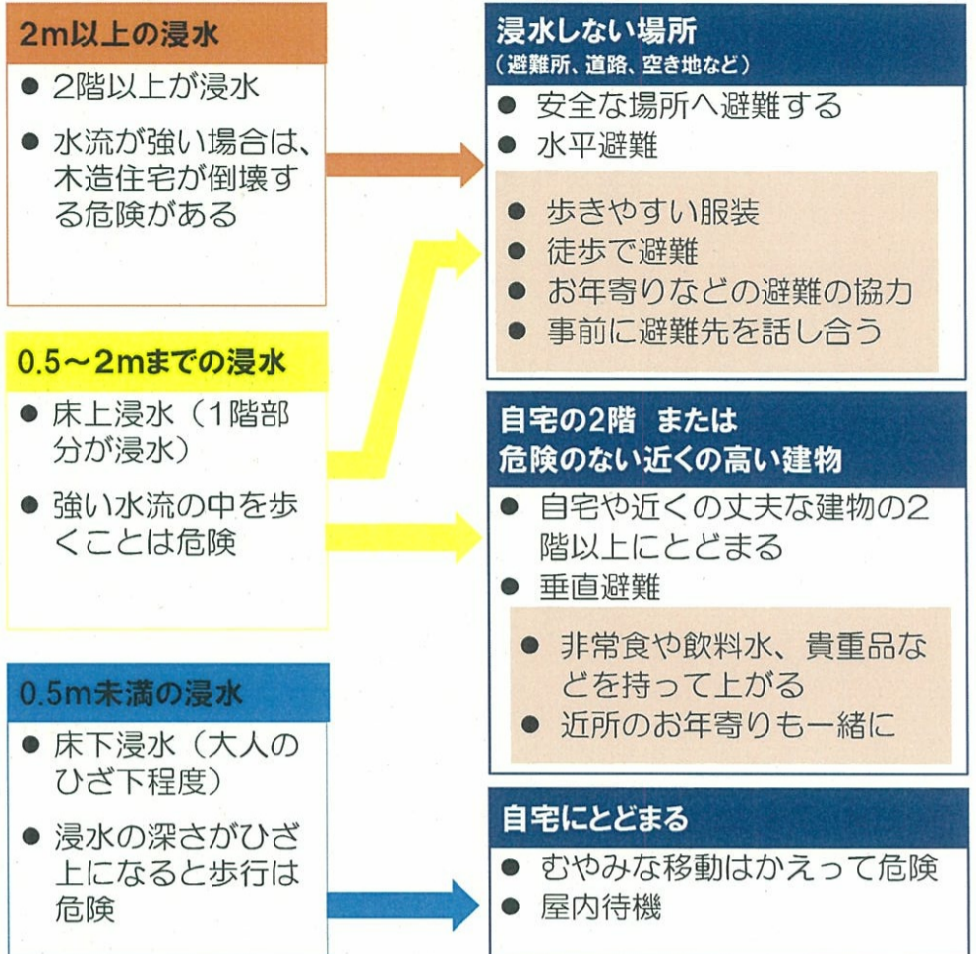 2m以上の浸水
● 2階以上が浸水
● 水流が強い場合は、
木造住宅が倒壊す
る危険がある
0.5～2mまでの浸水
● 床上浸水（1階部
分が浸水）
● 強い水流の中を歩
くことは危険
0.5m未満の浸水
● 床下浸水（大人の
ひざ下程度）
● 浸水の深さがひざ
上になると歩行は
危険
浸水しない場所
（避難所、道路、空き地など）
● 安全な場所へ避難する
● 水平避難
● 歩きやすい服装
● 徒歩で避難
● お年寄りなどの避難の協力
● 事前に避難先を話し合う
自宅の2階 または
危険のない近くの高い建物
● 自宅や近くの丈夫な建物の2
階以上にとどまる
● 垂直避難
● 非常食や飲料水、貴重品な
どを持って上がる
● 近所のお年寄りも一緒に
自宅にとどまる
● むやみな移動はかえって危険
● 屋内待機